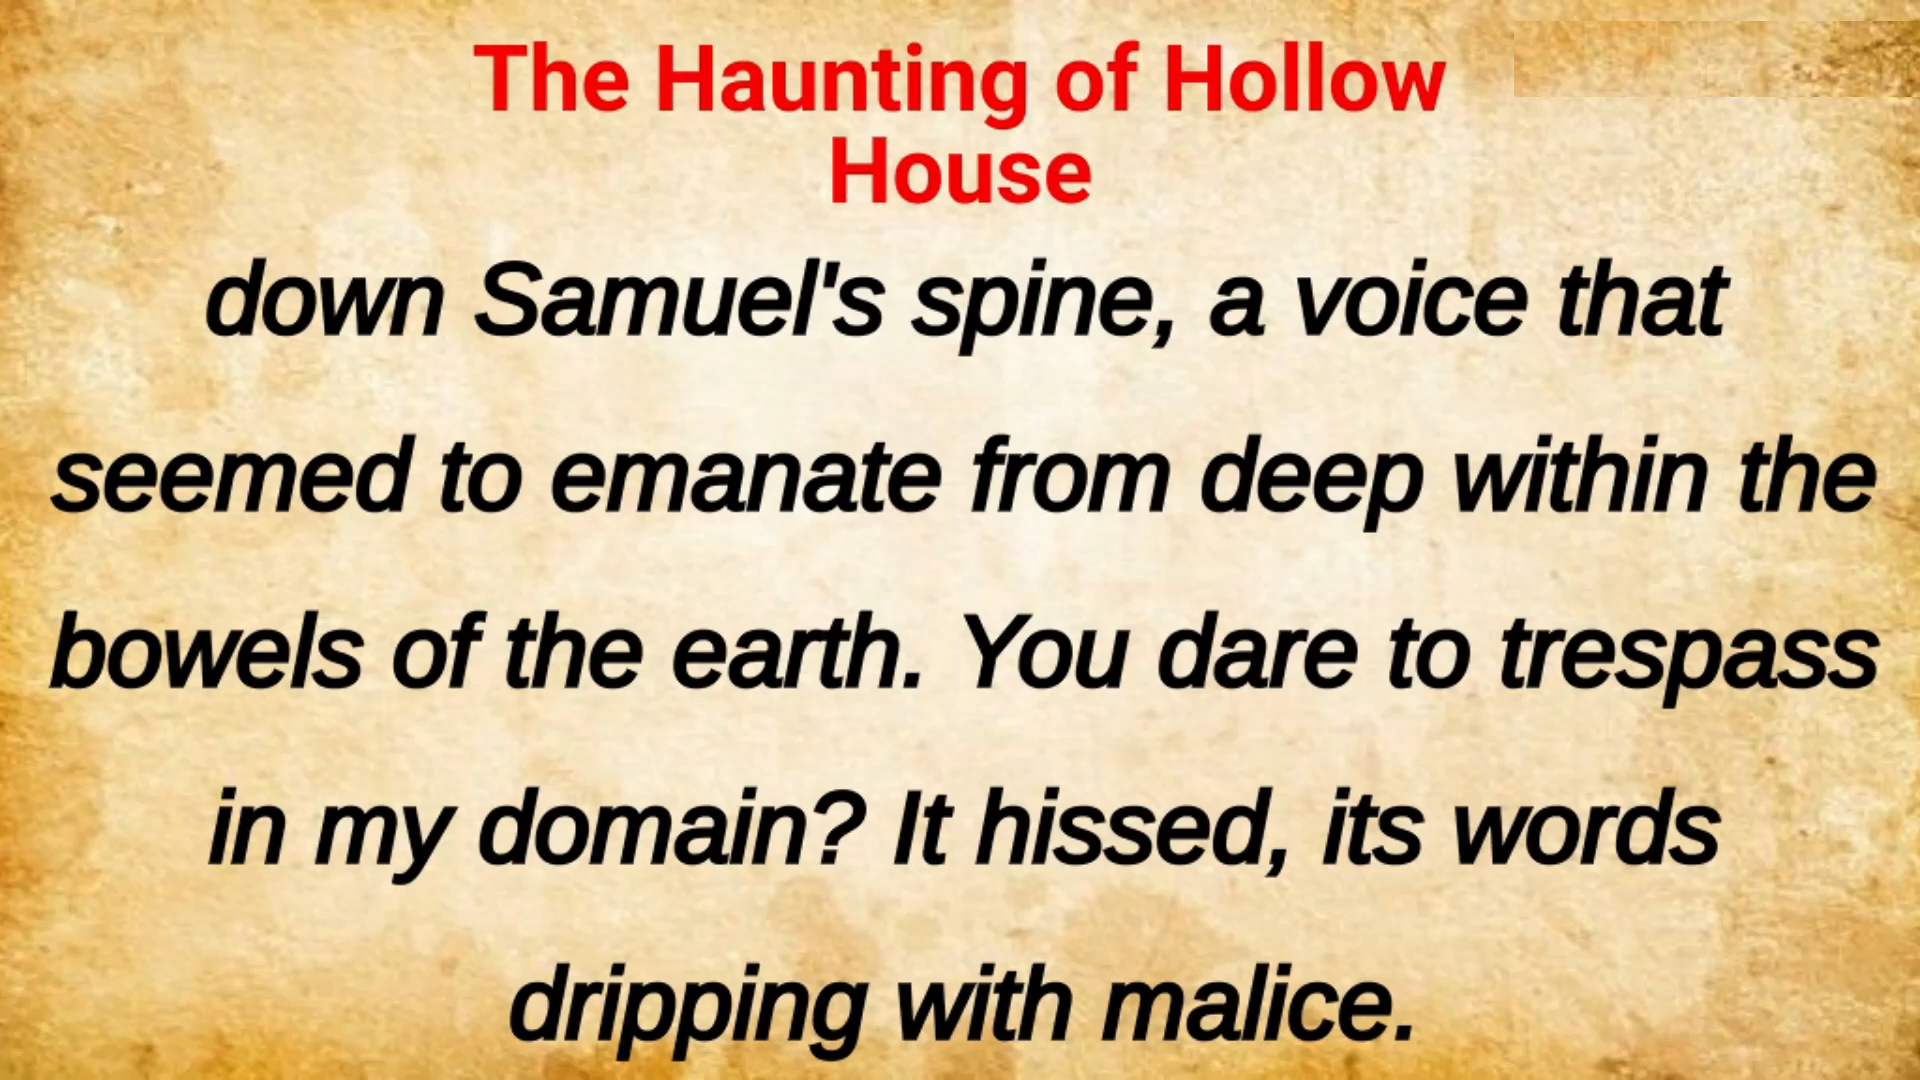 The Haunting of Hollow
House
down Samuel's spine, a voice that
seemed to emanate from deep within the
bowels of the earth. You dare to trespass
in my domain? It hissed, its words
dripping with malice.